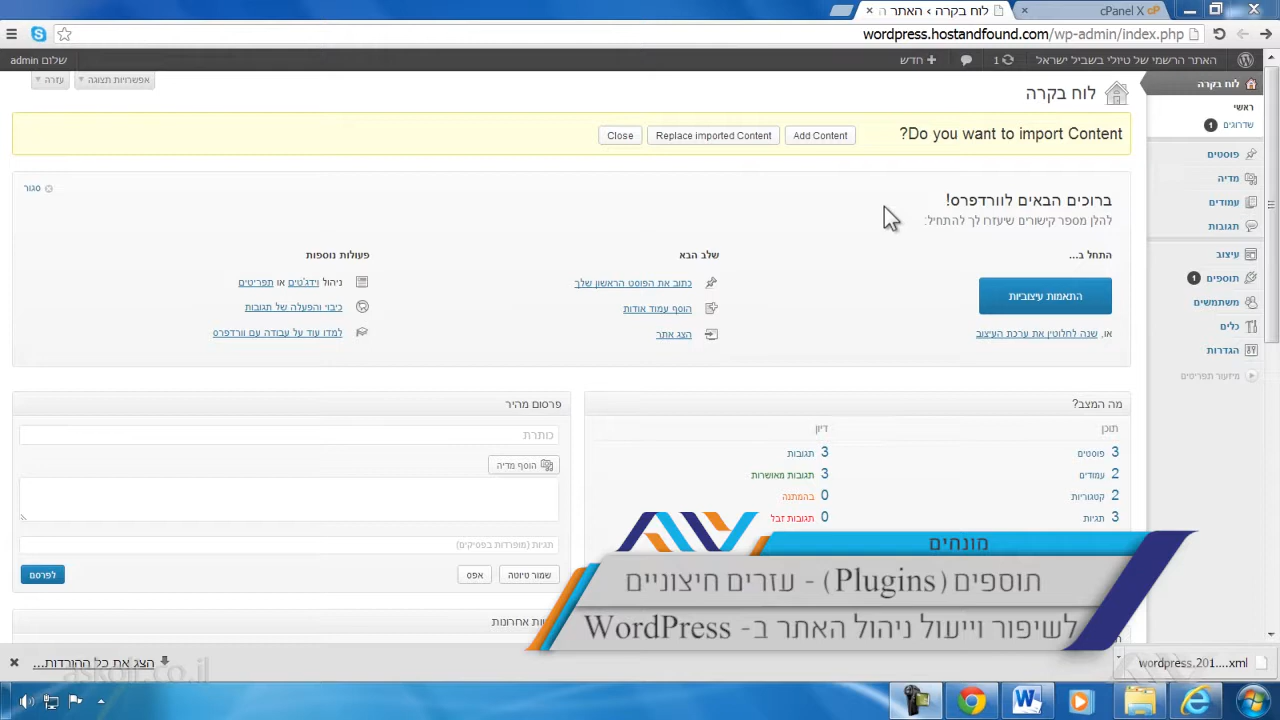 לוח בקרה ‹ האתר ה
cPanel X
wordpress.hostandfound.com/wp-admin/index.php
האתר הרשמי של טיולי בשביל ישראל
1
+ חדש
שלום admin
לוח בקרה
ראשי
שדרוגים 1
פוסטים
מדיה
עמודים
תגובות
עיצוב
תוספים 1
משתמשים
כלים
הגדרות
מיזעור תפריטים
אפשרויות תצוגה
עזרה
לוח בקרה
?Do you want to import Content
Add Content
Replace imported Content
Close
ברוכים הבאים לוורדפרס!
להלן מספר קישורים שיעזרו לך להתחיל:
סגור
התחל ב...
התאמות עיצוביות
או, שנה לחלוטין את ערכת העיצוב
שלב הבא
כתוב את הפוסט הראשון שלך
הוסף עמוד אודות
הצג אתר
פעולות נוספות
ניהול וידג'טים או תפריטים
כיבוי והפעלה של תגובות
למדו עוד על עבודה עם וורדפרס
מה המצב?
תוכן
3 פוסטים
2 עמודים
2 קטגוריות
3 תגיות
דיון
3 תגובות
3 תגובות מאושרות
0 בהמתנה
0 תגובות זבל
פרסום מהיר
כותרת
הוסף מדיה
תגיות (מופרדות בפסיקים)
שמור טיוטה
אפס
לפרסם
אחרונות
מונחים
תוספים (Plugins) - עזרים חיצוניים
לשיפור וייעול ניהול האתר ב- WordPress
wordpress.201....xml
הצג את כל ההורדות...
askoli.co.il